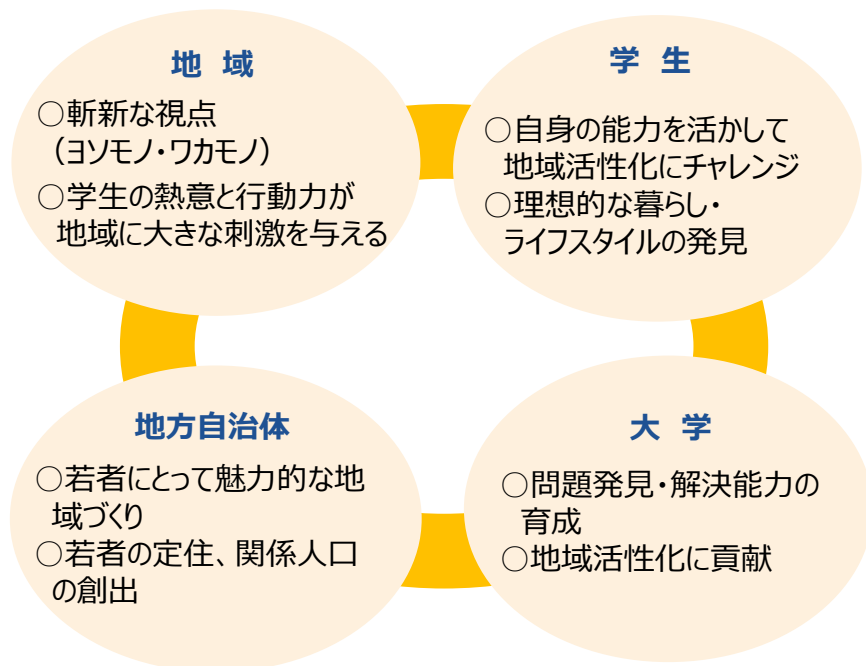 地 域
○斬新な視点
(ヨソモノ・ワカモノ)
○学生の熱意と行動力が
地域に大きな刺激を与える
学 生
○自身の能力を活かして
地域活性化にチャレンジ
○理想的な暮らし・
ライフスタイルの発見
地方自治体
○若者にとって魅力的な地
域づくり
○若者の定住、関係人口
の創出
大 学
○問題発見・解決能力の
育成
○地域活性化に貢献